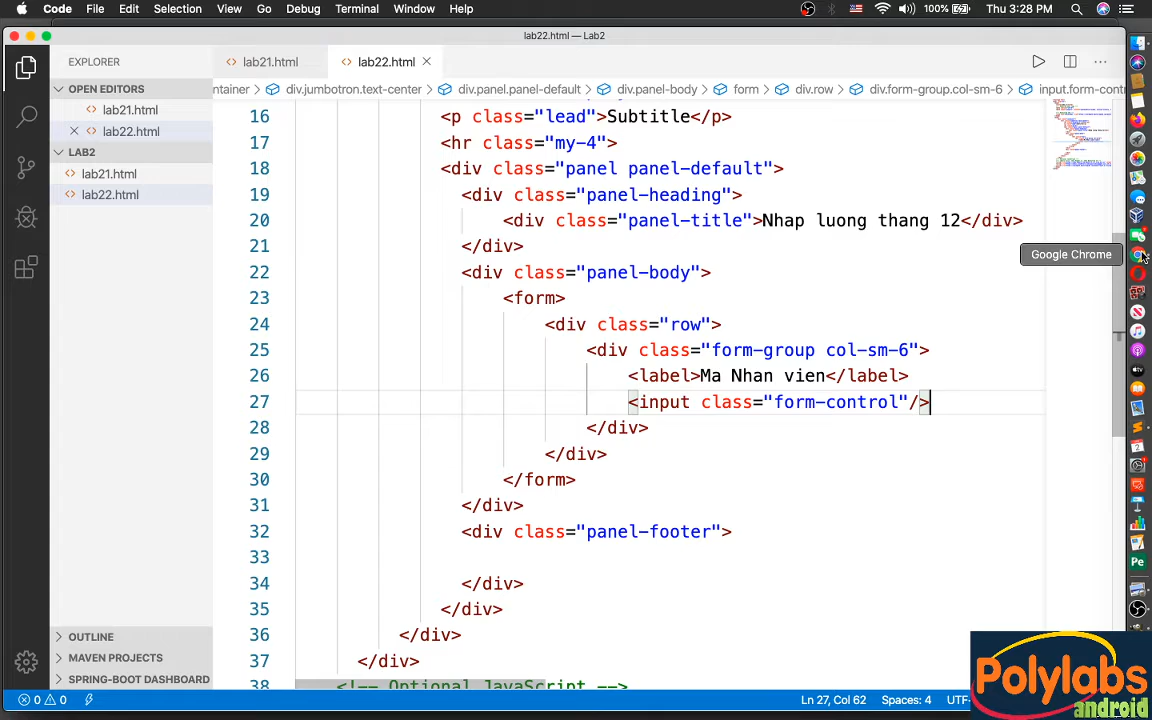 Code File Edit Selection View Go Debug Terminal Window Help 100% Thu 3:28 PM
lab22.html — Lab2
EXPLORER
lab21.html
lab22.html
OPEN EDITORS
lab21.html
lab22.html
LAB2
lab21.html
lab22.html
ntainer > div.jumbotron.text-center > div.panel.panel-default > div.panel-body > form > div.row > div.form-group.col-sm-6 > input.form-contr
16 <p class="lead">Subtitle</p>
17 <hr class="my-4">
18 <div class="panel panel-default">
19 <div class="panel-heading">
20 <div class="panel-title">Nhap luong thang 12</div>
21 </div>
22 <div class="panel-body">
23 <form>
24 <div class="row">
25 <div class="form-group col-sm-6">
26 <label>Ma Nhan vien</label>
27 <input class="form-control"/>
28 </div>
29 </div>
30 </form>
31 </div>
32 <div class="panel-footer">
33
34 </div>
35 </div>
36 </div>
37 </div>
38 <!-- Optional JavaScript -->
Google Chrome
OUTLINE
MAVEN PROJECTS
SPRING-BOOT DASHBOARD
0 0
Ln 27, Col 62 Spaces: 4 UTF-
Polylabs
android